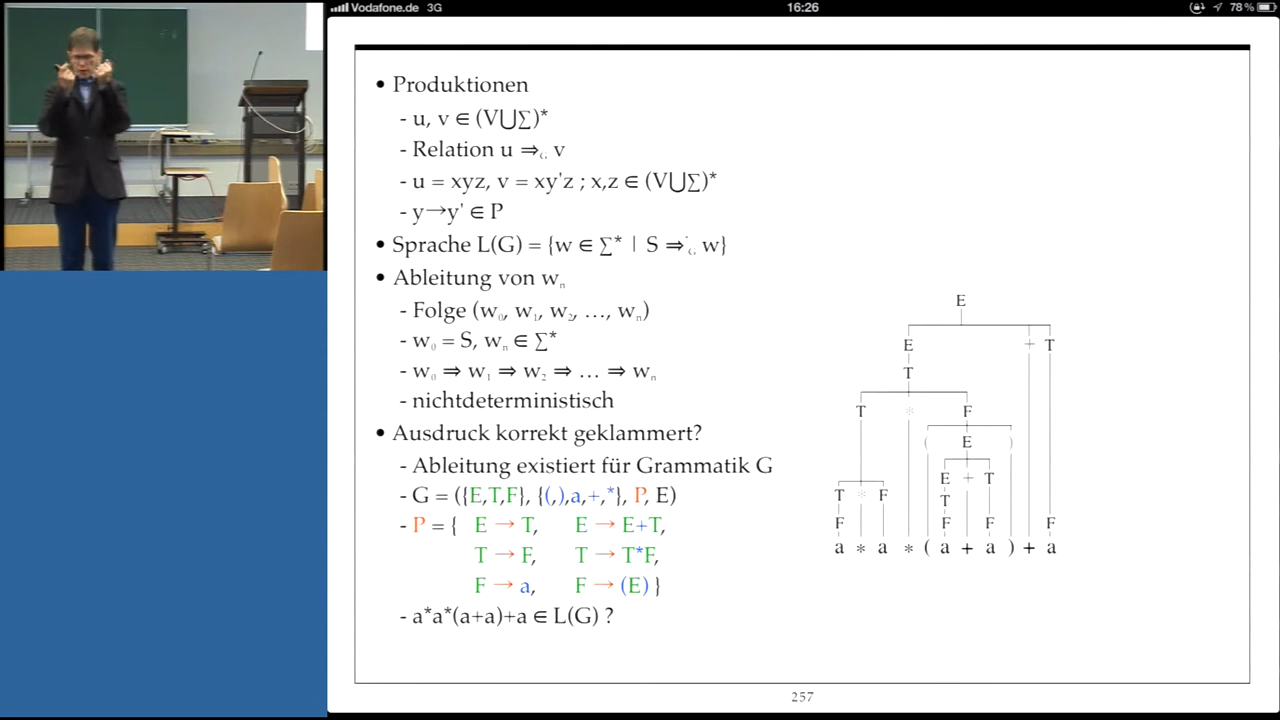 Vodafone.de 3G 16:26 78 %
• Produktionen
- u, v ∈ (V⋃∑)*
- Relation u ⇒G v
- u = xyz, v = xy'z ; x,z ∈ (V⋃∑)*
- y→y' ∈ P
• Sprache L(G) = {w ∈ ∑* | S ⇒*G w}
• Ableitung von wn
- Folge (w0, w1, w2, …, wn)
- w0 = S, wn ∈ ∑*
- w0 ⇒ w1 ⇒ w2 ⇒ … ⇒ wn
- nichtdeterministisch
• Ausdruck korrekt geklammert?
- Ableitung existiert für Grammatik G
- G = ({E,T,F}, {(,),a,+,*}, P, E)
- P = { E → T, E → E+T,
T → F, T → T*F,
F → a, F → (E) }
- a*a*(a+a)+a ∈ L(G) ?
E
E + T
T
T * F
( E )
E + T
T * F T
F F F F
a * a * ( a + a ) + a
257